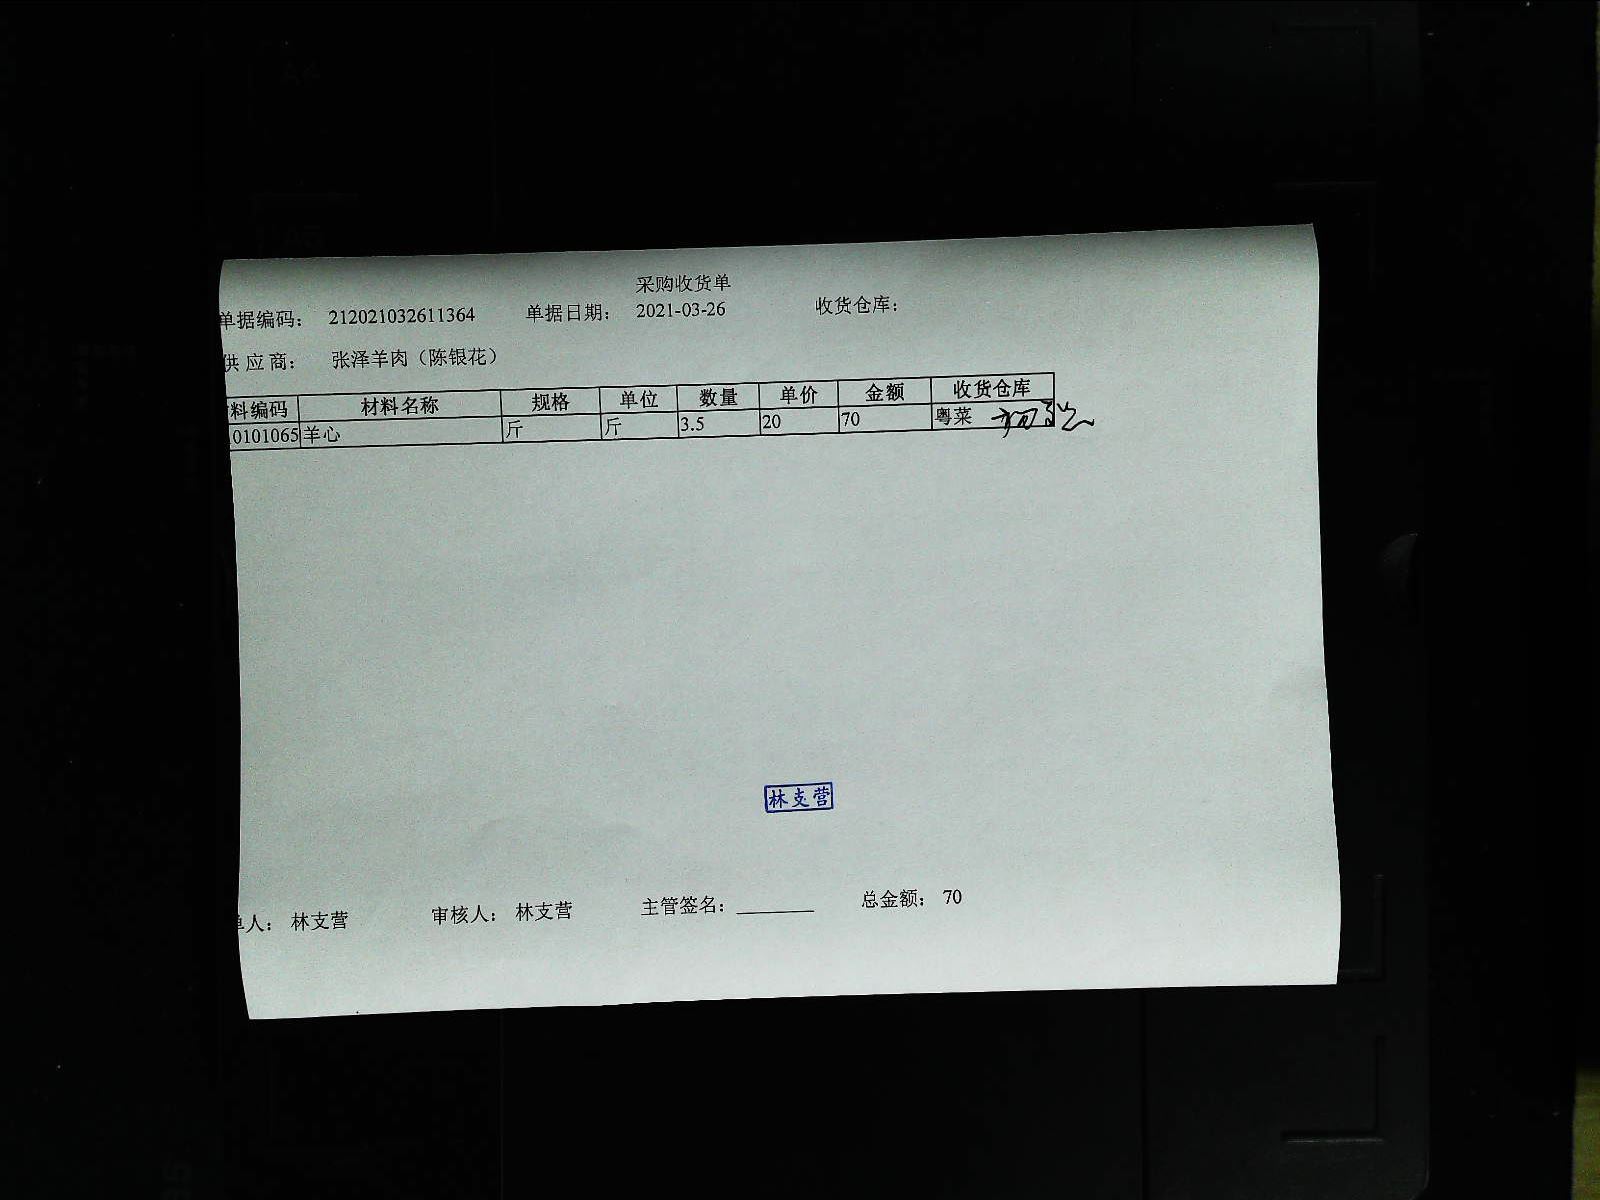 采购收货单
单据编码： 212021032611364 单据日期： 2021-03-26 收货仓库：
供应商： 张泽羊肉（陈银花）
料编码 材料名称 规格 单位 数量 单价 金额 收货仓库
0101065 羊心 斤 斤 3.5 20 70 粤菜
林支营
单人： 林支营 审核人： 林支营 主管签名：________ 总金额： 70